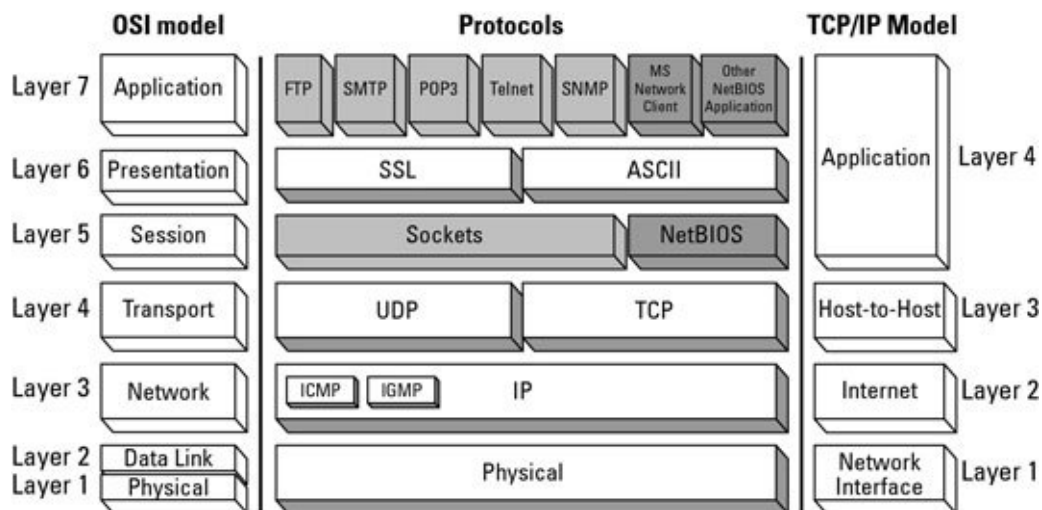 OSI model Protocols TCP/IP Model
Layer 7 Application FTP SMTP POP3 Telnet SNMP MS Network Client Other NetBIOS Application
Layer 6 Presentation SSL ASCII Application Layer 4
Layer 5 Session Sockets NetBIOS
Layer 4 Transport UDP TCP Host-to-Host Layer 3
Layer 3 Network ICMP IGMP IP Internet Layer 2
Layer 2 Data Link
Layer 1 Physical Physical Network Interface Layer 1